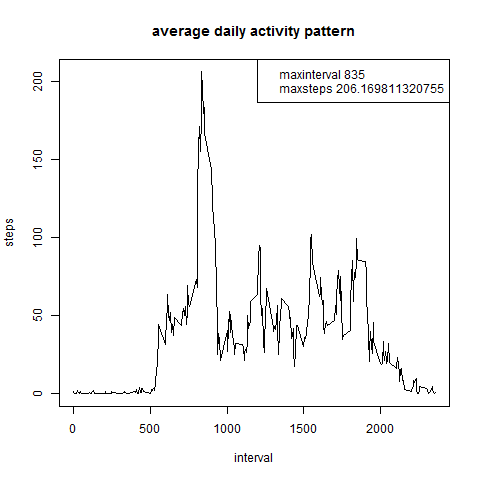 average daily activity pattern
maxinterval 835
maxsteps 206.169811320755
steps
200
150
100
50
0
0 500 1000 1500 2000
interval